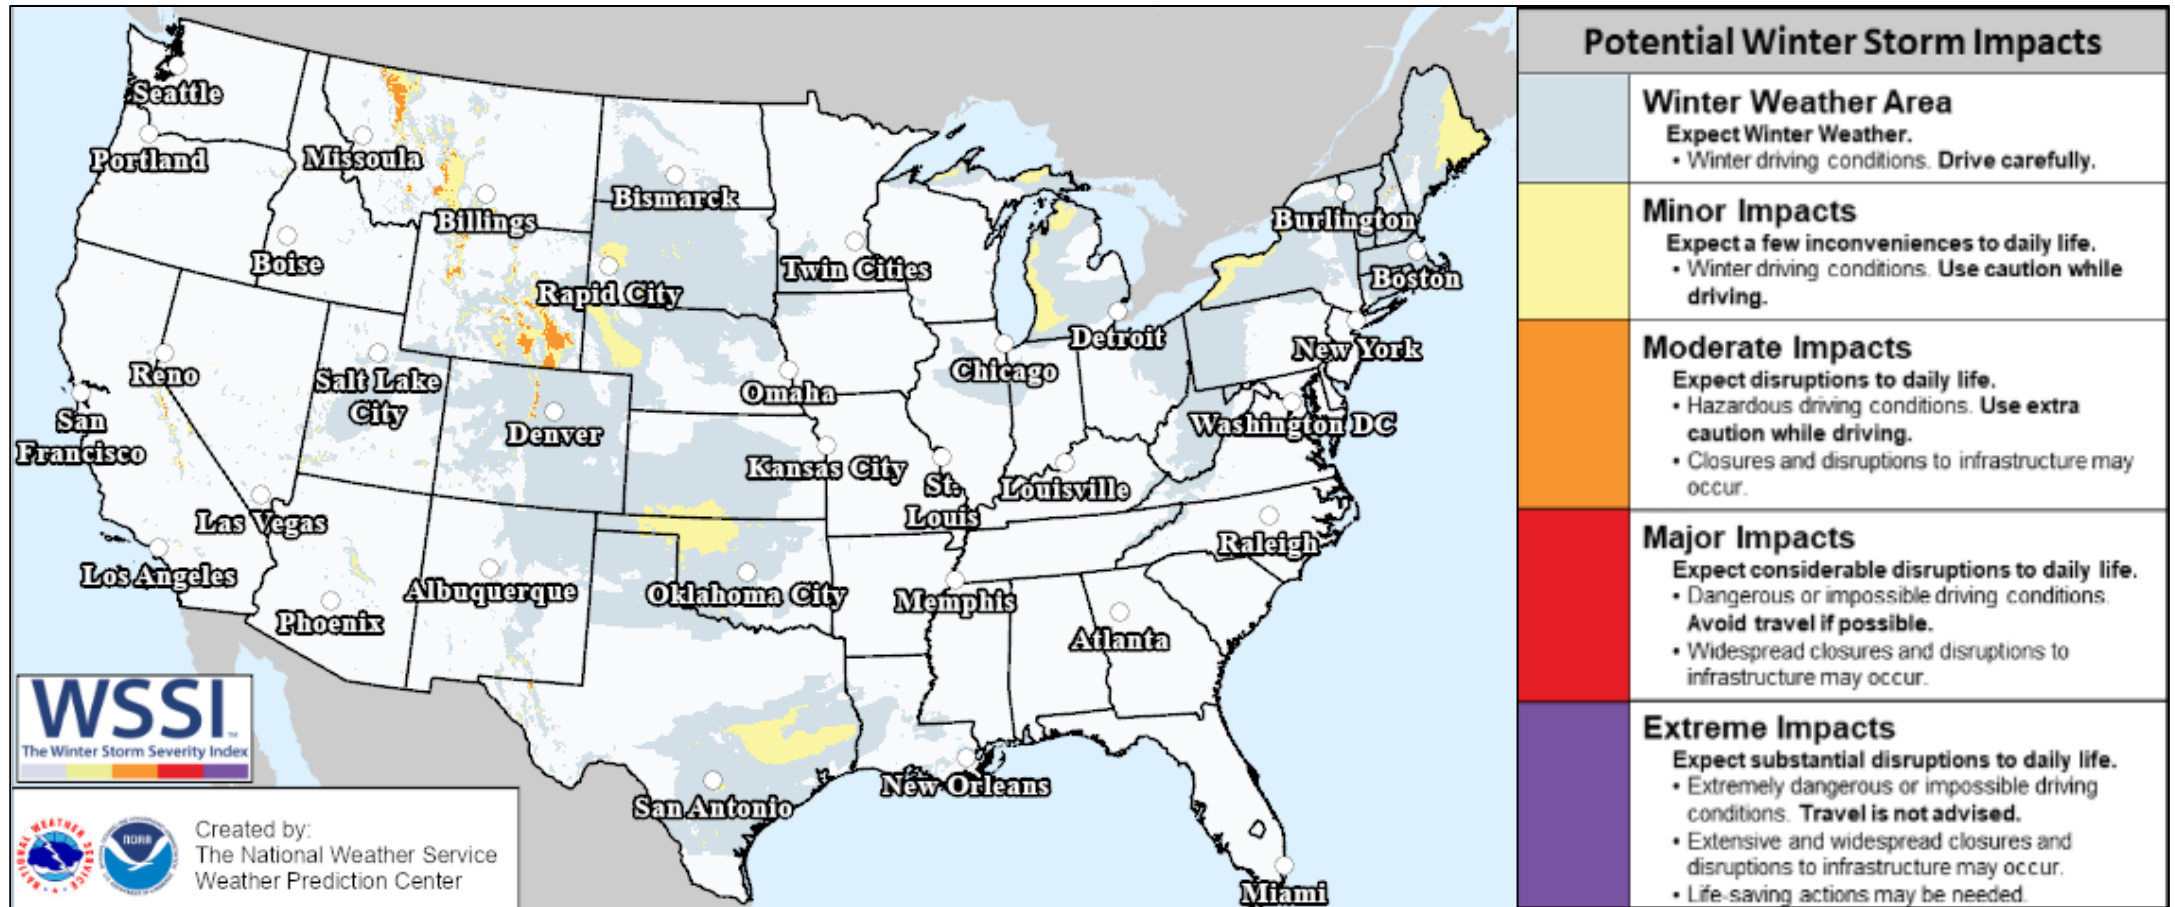 Seattle
Portland
Missoula
Billings
Bismarck
Boise
Rapid City
Twin Cities
Burlington
Boston
Detroit
New York
Chicago
Reno
Salt Lake
City
Omaha
San
Francisco
Denver
Washington DC
Kansas City
St.
Louis
Louisville
Las Vegas
Raleigh
Los Angeles
Albuquerque
Oklahoma City
Memphis
Phoenix
Atlanta
New Orleans
San Antonio
Miami
WSSI
The Winter Storm Severity Index
Created by:
The National Weather Service
Weather Prediction Center
NOAA
Potential Winter Storm Impacts
Winter Weather Area
Expect Winter Weather.
• Winter driving conditions. Drive carefully.
Minor Impacts
Expect a few inconveniences to daily life.
• Winter driving conditions. Use caution while
driving.
Moderate Impacts
Expect disruptions to daily life.
• Hazardous driving conditions. Use extra
caution while driving.
• Closures and disruptions to infrastructure may
occur.
Major Impacts
Expect considerable disruptions to daily life.
• Dangerous or impossible driving conditions.
Avoid travel if possible.
• Widespread closures and disruptions to
infrastructure may occur.
Extreme Impacts
Expect substantial disruptions to daily life.
• Extremely dangerous or impossible driving
conditions. Travel is not advised.
• Extensive and widespread closures and
disruptions to infrastructure may occur.
• Life-saving actions may be needed.